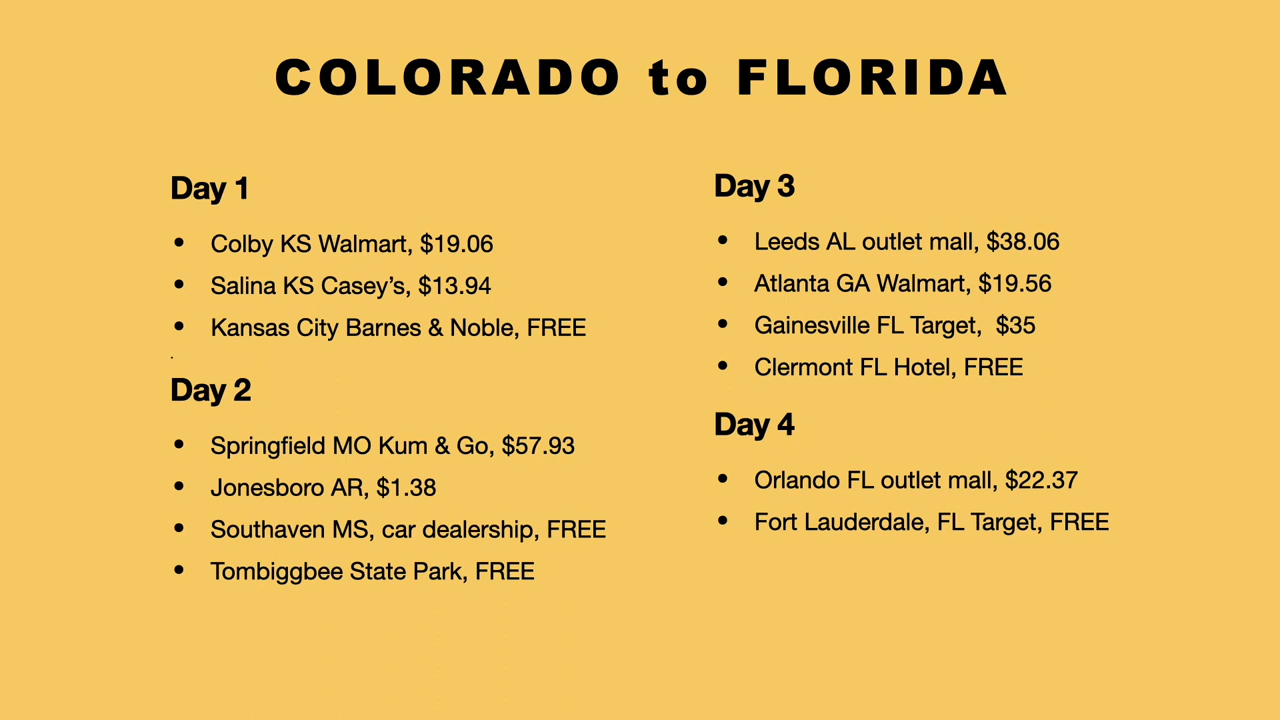 COLORADO to FLORIDA
Day 1
• Colby KS Walmart, $19.06
• Salina KS Casey’s, $13.94
• Kansas City Barnes & Noble, FREE
.
Day 2
• Springfield MO Kum & Go, $57.93
• Jonesboro AR, $1.38
• Southaven MS, car dealership, FREE
• Tombiggbee State Park, FREE
Day 3
• Leeds AL outlet mall, $38.06
• Atlanta GA Walmart, $19.56
• Gainesville FL Target,  $35
• Clermont FL Hotel, FREE
Day 4
• Orlando FL outlet mall, $22.37
• Fort Lauderdale, FL Target, FREE